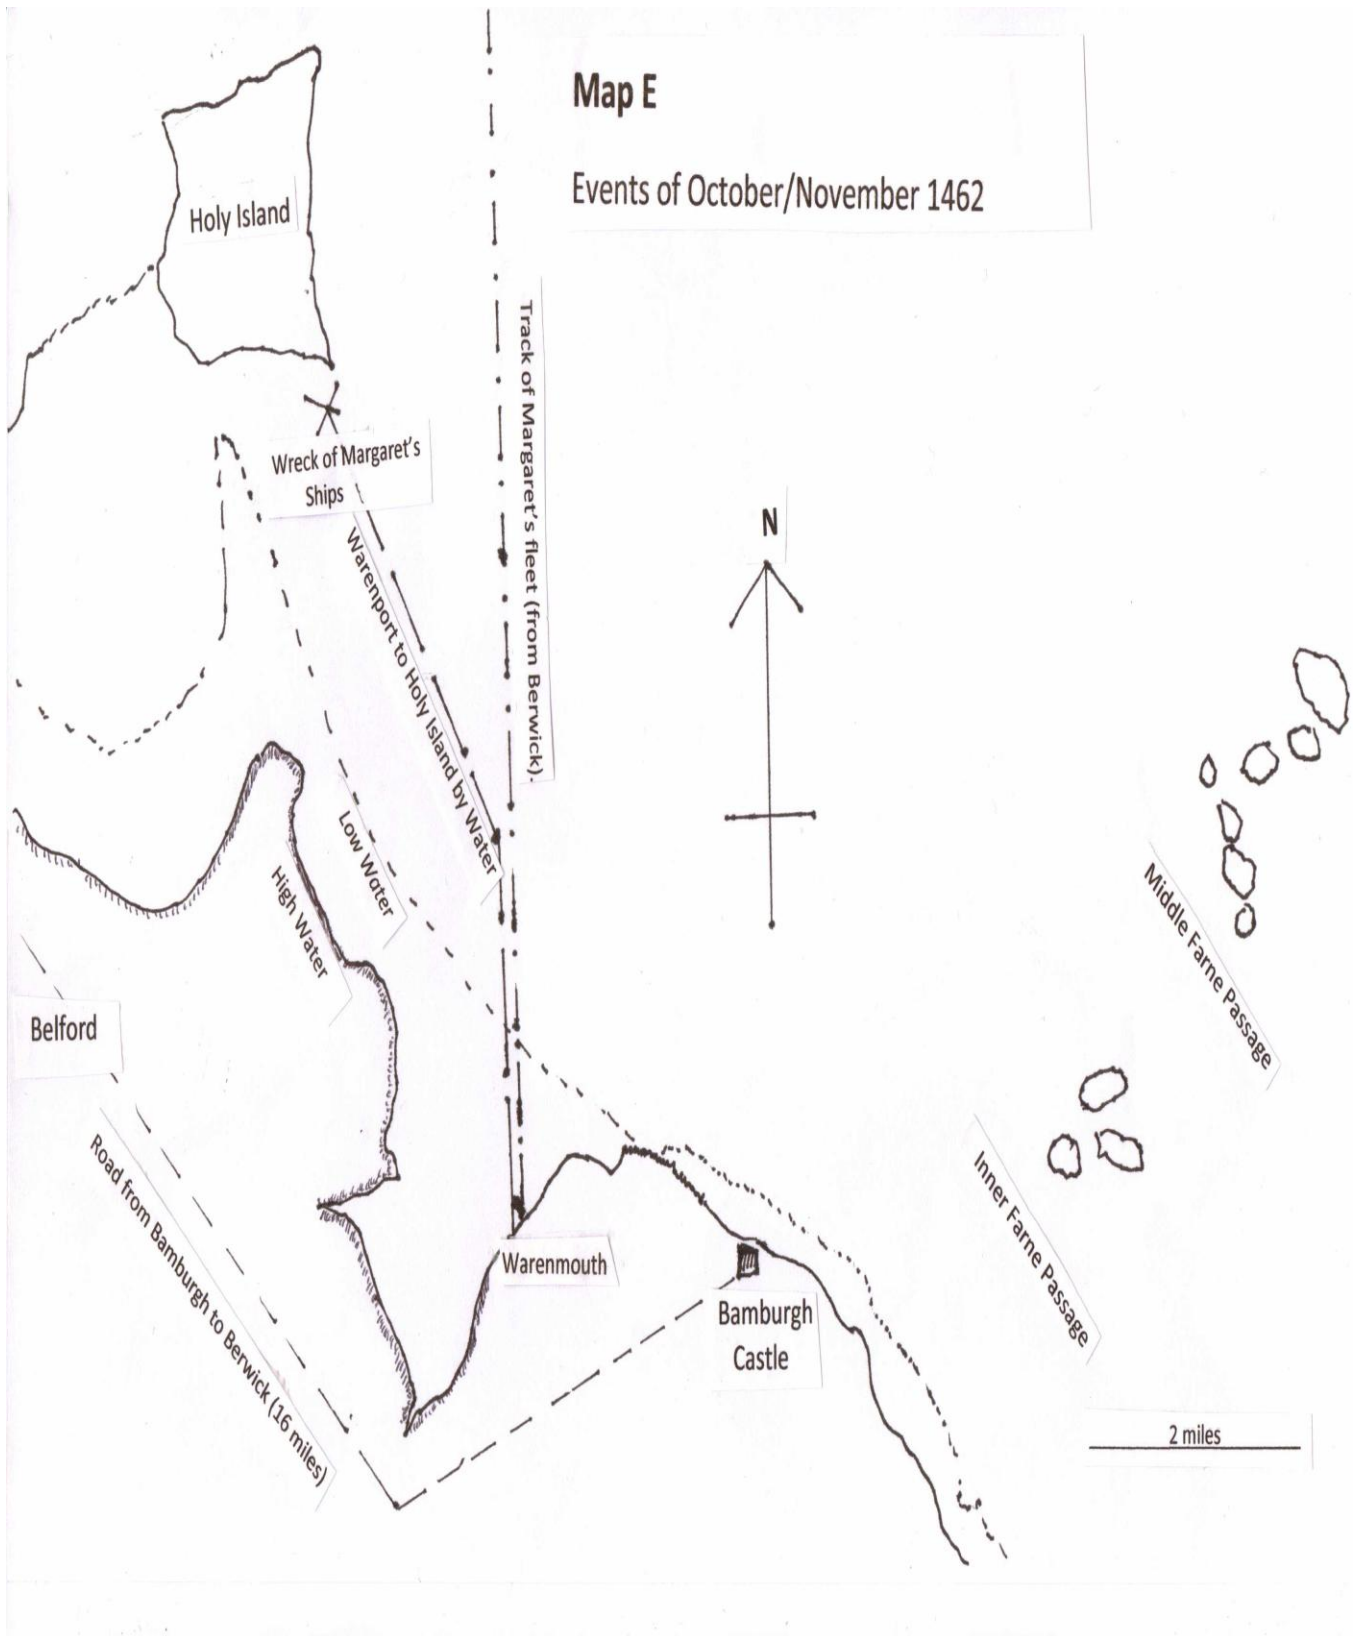 Map E
Events of October/November 1462
Holy Island
Track of Margaret's fleet (from Berwick).
Wreck of Margaret's
Ships
N
Warenport to Holy Island by Water
Low Water
High Water
Middle Farne Passage
Belford
Inner Farne Passage
Road from Bamburgh to Berwick (16 miles)
Warenmouth
Bamburgh
Castle
2 miles